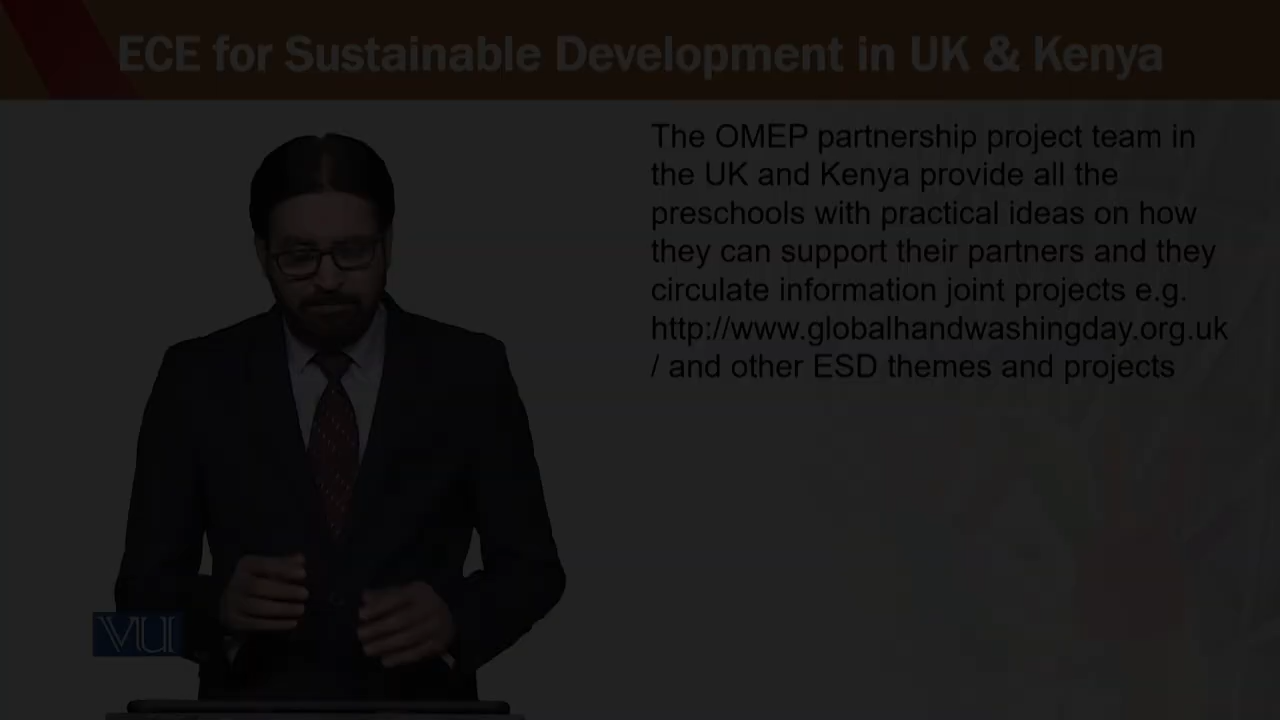 ECE for Sustainable Development in UK & Kenya
The OMEP partnership project team in
the UK and Kenya provide all the
preschools with practical ideas on how
they can support their partners and they
circulate information joint projects e.g.
http://www.globalhandwashingday.org.uk
/ and other ESD themes and projects
VU